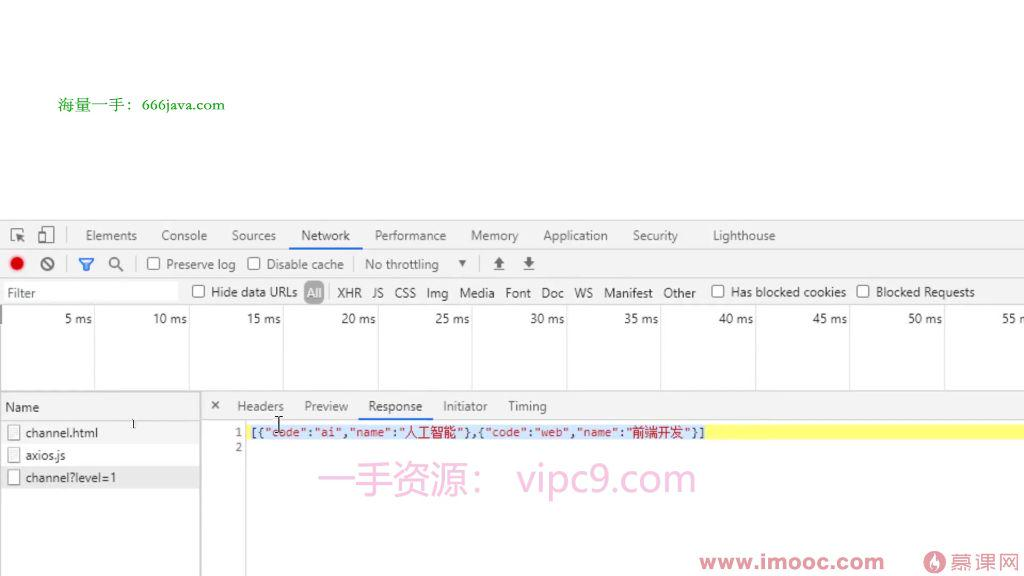 海量一手：666java.com
Elements Console Sources Network Performance Memory Application Security Lighthouse
Preserve log Disable cache No throttling
Filter Hide data URLs All XHR JS CSS Img Media Font Doc WS Manifest Other Has blocked cookies Blocked Requests
5 ms 10 ms 15 ms 20 ms 25 ms 30 ms 35 ms 40 ms 45 ms 50 ms 55 m
Name × Headers Preview Response Initiator Timing
channel.html 1 [{"code":"ai","name":"人工智能"},{"code":"web","name":"前端开发"}]
axios.js 2
channel?level=1
一手资源： vipc9.com
www.imooc.com 慕课网